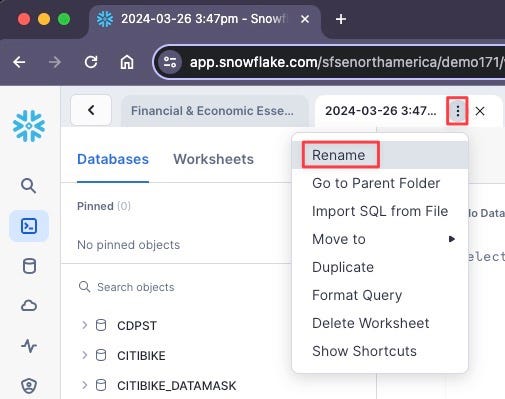 2024-03-26 3:47pm - Snowfl
app.snowflake.com/sfsenorthamerica/demo171/
Financial & Economic Esse...
2024-03-26 3:47...
Databases
Worksheets
Rename
Pinned (0)
Go to Parent Folder
Import SQL from File
No pinned objects
Move to
Search objects
Duplicate
Format Query
CDPST
Delete Worksheet
CITIBIKE
Show Shortcuts
CITIBIKE_DATAMASK
lo Data
elect